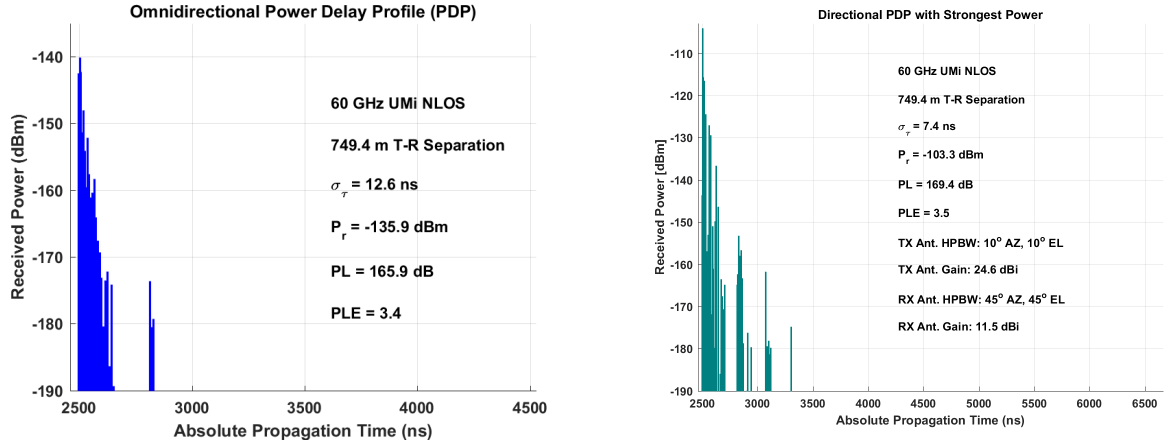 Omnidirectional Power Delay Profile (PDP)
Received Power (dBm)
-140
-150
-160
-170
-180
-190
60 GHz UMi NLOS
749.4 m T-R Separation
στ = 12.6 ns
Pr = -135.9 dBm
PL = 165.9 dB
PLE = 3.4
2500 3000 3500 4000 4500
Absolute Propagation Time (ns)
Directional PDP with Strongest Power
Received Power [dBm]
-110
-120
-130
-140
-150
-160
-170
-180
-190
60 GHz UMi NLOS
749.4 m T-R Separation
στ = 7.4 ns
Pr = -103.3 dBm
PL = 169.4 dB
PLE = 3.5
TX Ant. HPBW: 10° AZ, 10° EL
TX Ant. Gain: 24.6 dBi
RX Ant. HPBW: 45° AZ, 45° EL
RX Ant. Gain: 11.5 dBi
2500 3000 3500 4000 4500 5000 5500 6000 6500
Absolute Propagation Time (ns)